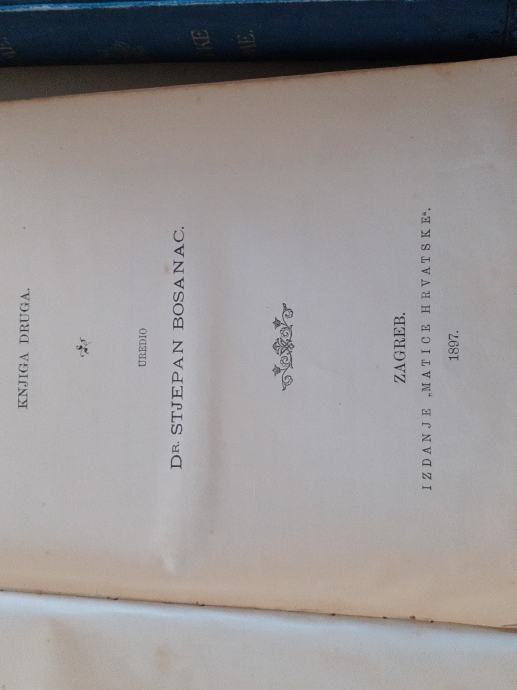 KNJIGA DRUGA.
UREDIO
DR. STJEPAN BOSANAC.
ZAGREB.
IZDANJE „MATICE HRVATSKE“.
1897.